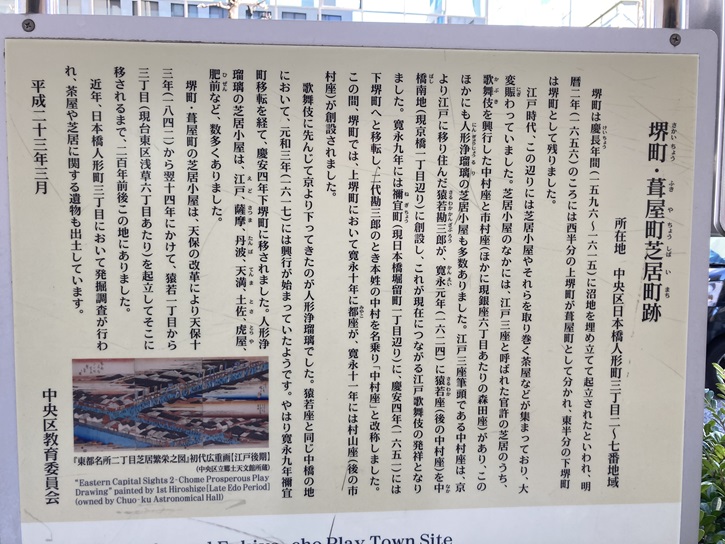 堺町・葺屋町芝居町跡
さかいちょう ふきやちょうしばいまち
所在地　中央区日本橋人形町三丁目二～七番地域
堺町は慶長年間（一五九六～一六一五）に沼地を埋め立てて起立されたといわれ、明
暦二年（一六五六）のころには西半分の上堺町が葺屋町として分かれ、東半分の下堺町
は堺町として残りました。
江戸時代、この辺りには芝居小屋やそれらを取り巻く茶屋などが集まっており、大
変賑わっていました。芝居小屋のなかには、江戸三座と呼ばれた官許の芝居のうち、
歌舞伎を興行した中村座と市村座（ほかに現銀座六丁目あたりの森田座）があり、この
ほかにも人形浄瑠璃の芝居小屋も多数ありました。江戸三座筆頭である中村座は、京
より江戸に移り住んだ猿若勘三郎が、寛永元年（一六二四）に猿若座（後の中村座）を中
橋南地（現京橋一丁目辺り）に創設し、これが現在につながる江戸歌舞伎の発祥となり
ました。寛永九年には禰宜町（現日本橋堀留町一丁目辺り）に、慶安四年（一六五一）には
下堺町へと移転し、二代勘三郎のとき本姓の中村を名乗り「中村座」と改称しました。
この間、堺町では、上堺町において寛永十年に都座が、寛永十一年には村山座（後の市
村座）が創設されました。
歌舞伎に先んじて京より下ってきたのが人形浄瑠璃でした。猿若座と同じ中橋の地
において、元和三年（一六一七）には興行が始まっていたようです。やはり寛永九年禰宜
町移転を経て、慶安四年下堺町に移されました。人形浄
瑠璃の芝居小屋は、江戸、薩摩、丹波、天満、土佐、虎屋、
肥前など、数多くありました。
堺町・葺屋町の芝居小屋は、天保の改革により天保十
三年（一八四二）から翌十四年にかけて、猿若一丁目から
三丁目（現台東区浅草六丁目あたり）を起立してそこに
移されるまで、二百年前後この地にありました。
近年、日本橋人形町三丁目において発掘調査が行わ
れ、茶屋や芝居に関する遺物も出土しています。
平成二十三年三月
中央区教育委員会
『東都名所二丁目芝居繁栄之図』初代広重画【江戸後期】
（中央区立郷土天文館所蔵）
"Eastern Capital Sights 2-Chome Prosperous Play
Drawing" painted by 1st Hiroshige(Late Edo Period)
(owned by Chuo-ku Astronomical Hall)
Play Town Site